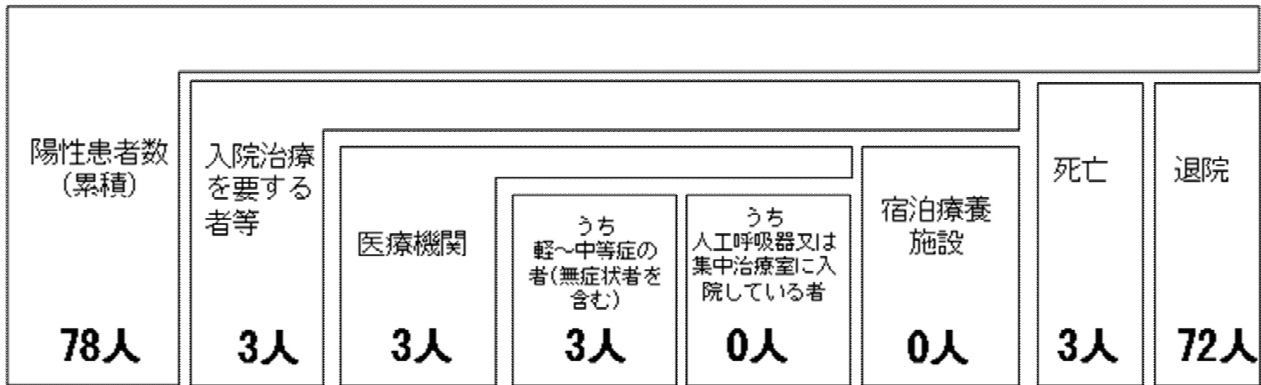 陽性患者数
(累積)
78人
入院治療
を要する
者等
3人
医療機関
3人
うち
軽~中等症の
者(無症状者を
含む)
3人
うち
人工呼吸器又は
集中治療室に入
院している者
0人
宿泊療養
施設
0人
死亡
3人
退院
72人